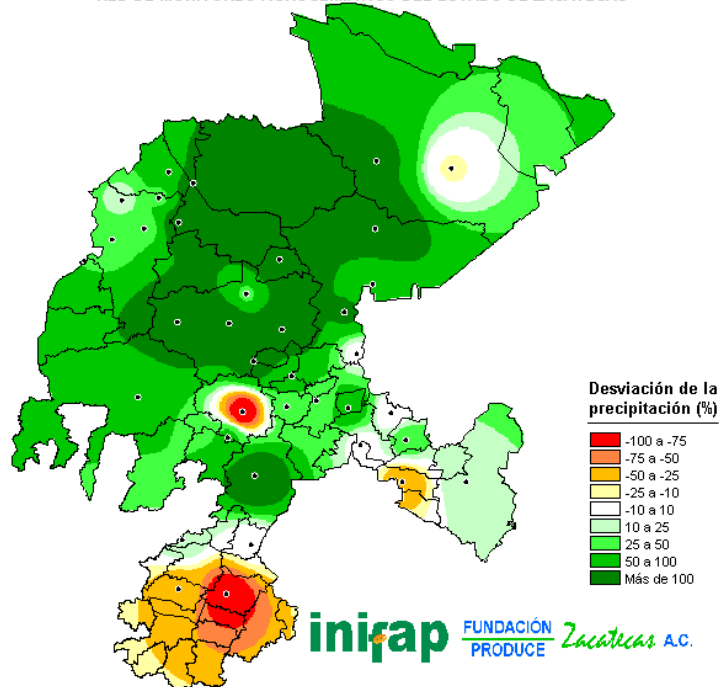 Desviación de la
precipitación (%)
-100 a -75
-75 a -50
-50 a -25
-25 a -10
-10 a 10
10 a 25
25 a 50
50 a 100
Más de 100
inifap
FUNDACIÓN
PRODUCE
Zacatecas A.C.